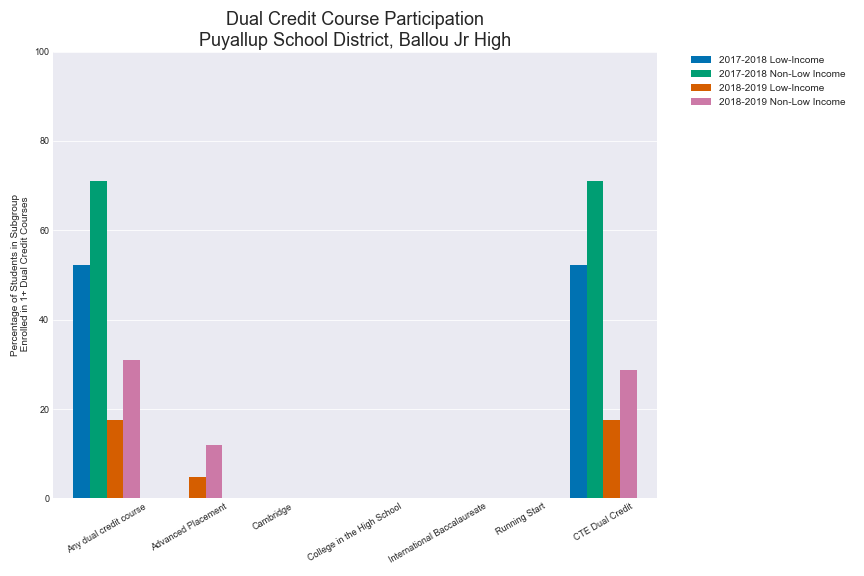 Dual Credit Course Participation
Puyallup School District, Ballou Jr High
2017-2018 Low-Income
2017-2018 Non-Low Income
2018-2019 Low-Income
2018-2019 Non-Low Income
Percentage of Students in Subgroup
Enrolled in 1+ Dual Credit Courses
100
80
60
40
20
0
Any dual credit course
Advanced Placement
Cambridge
College in the High School
International Baccalaureate
Running Start
CTE Dual Credit